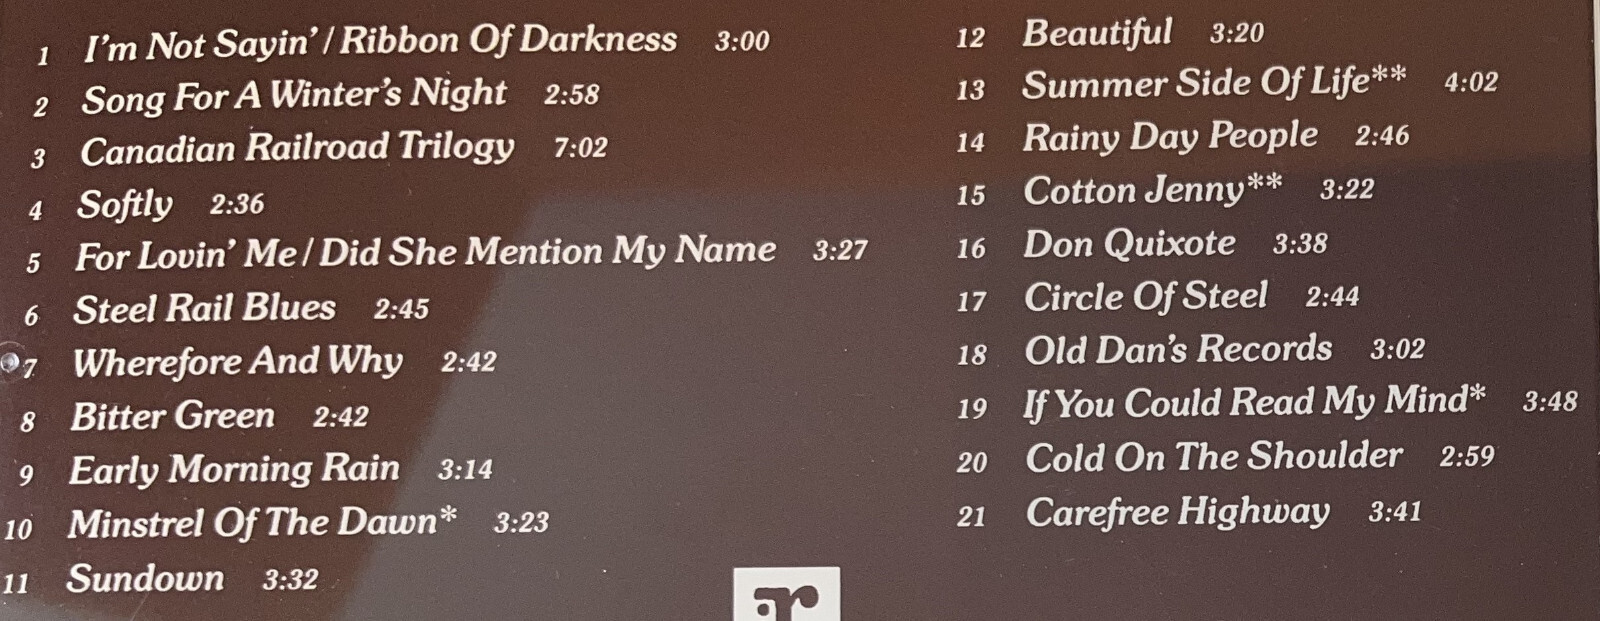 1 I'm Not Sayin' / Ribbon Of Darkness 3:00
2 Song For A Winter's Night 2:58
3 Canadian Railroad Trilogy 7:02
4 Softly 2:36
5 For Lovin' Me / Did She Mention My Name 3:27
6 Steel Rail Blues 2:45
7 Wherefore And Why 2:42
8 Bitter Green 2:42
9 Early Morning Rain 3:14
10 Minstrel Of The Dawn* 3:23
11 Sundown 3:32
12 Beautiful 3:20
13 Summer Side Of Life** 4:02
14 Rainy Day People 2:46
15 Cotton Jenny** 3:22
16 Don Quixote 3:38
17 Circle Of Steel 2:44
18 Old Dan's Records 3:02
19 If You Could Read My Mind* 3:48
20 Cold On The Shoulder 2:59
21 Carefree Highway 3:41